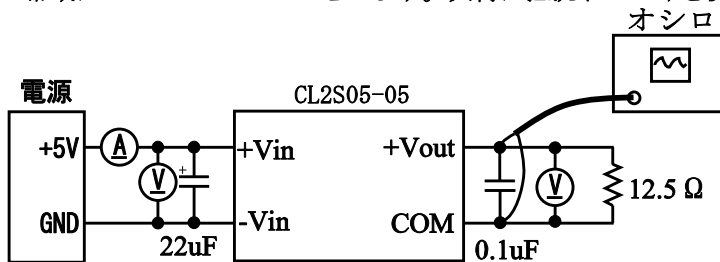 オシロ
電源
CL2S05-05
+5V
A
+Vin
+Vout
V
+
V
12.5 Ω
GND
-Vin
COM
22uF
0.1uF